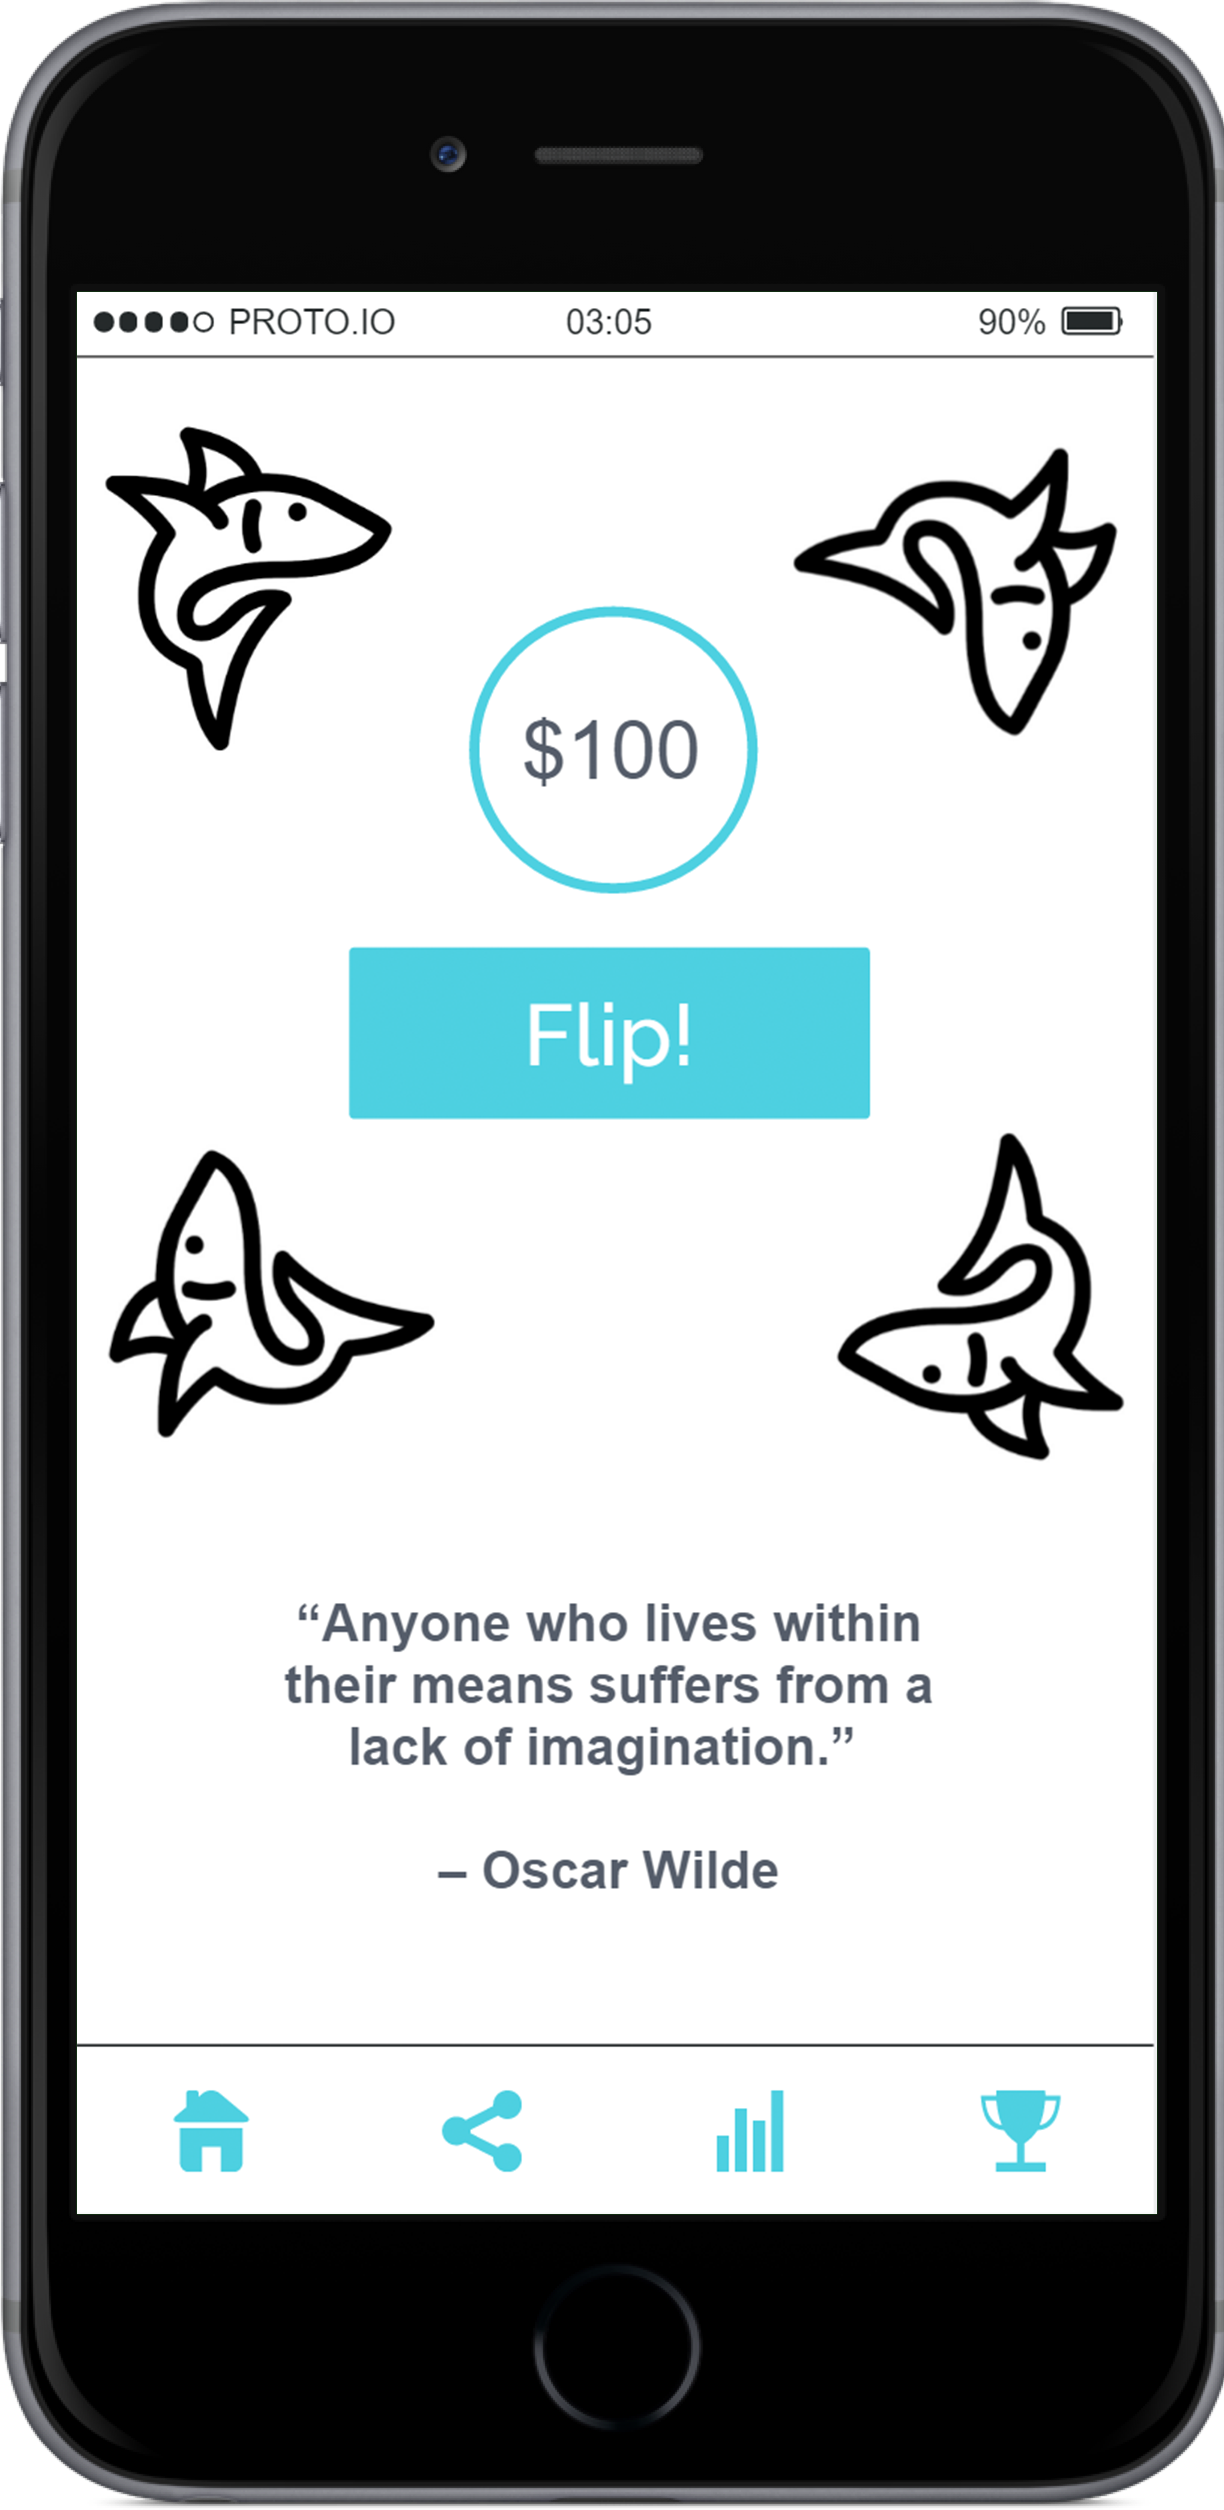 PROTO.IO 03:05 90%
$100
Flip!
“Anyone who lives within
their means suffers from a
lack of imagination.”
– Oscar Wilde